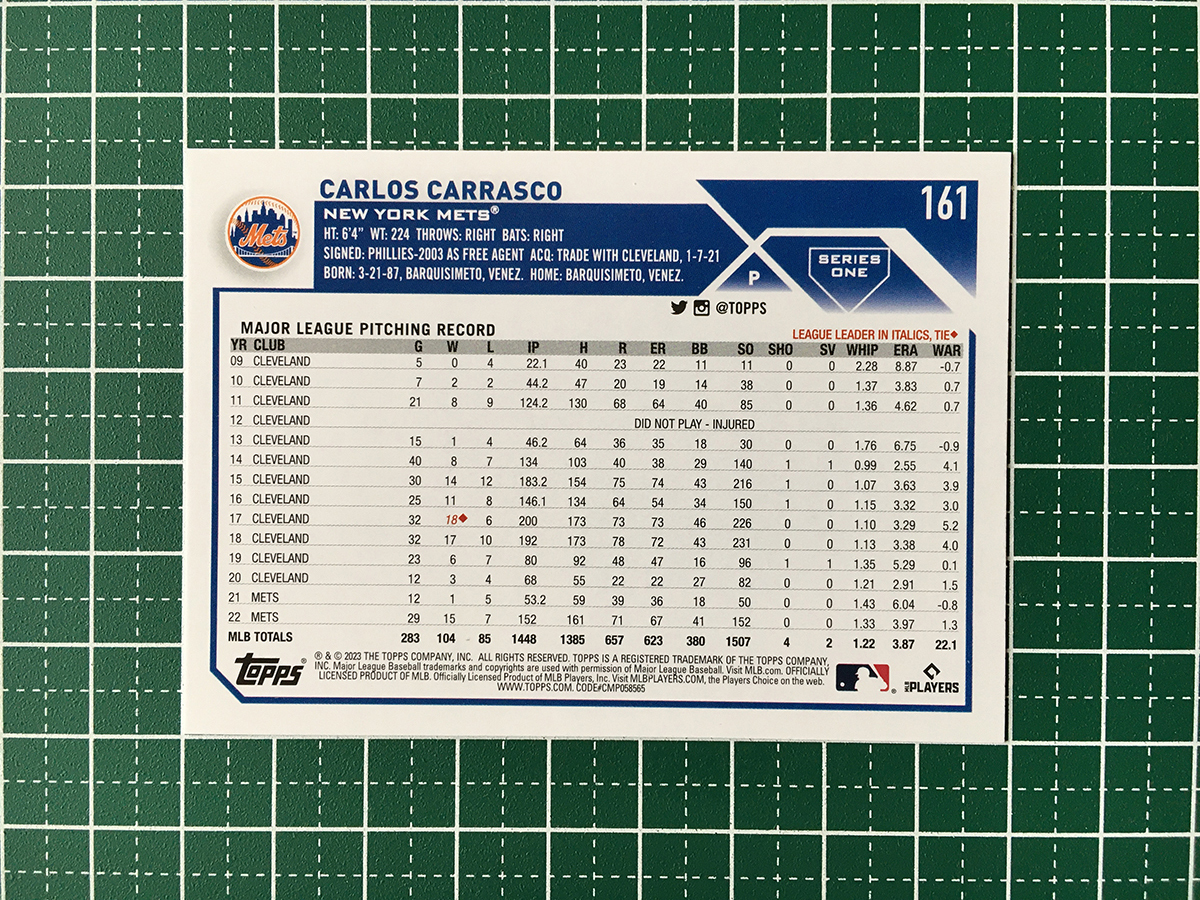 CARLOS CARRASCO
161
NEW YORK METS®
Mets
HT: 6'4" WT: 224 THROWS: RIGHT BATS: RIGHT
SIGNED: PHILLIES-2003 AS FREE AGENT ACQ: TRADE WITH CLEVELAND, 1-7-21
BORN: 3-21-87, BARQUISIMETO, VENEZ. HOME: BARQUISIMETO, VENEZ.
P
SERIES
ONE
@TOPPS
MAJOR LEAGUE PITCHING RECORD
LEAGUE LEADER IN ITALICS, TIE◆
YR CLUB G W L IP H R ER BB SO SHO SV WHIP ERA WAR
09 CLEVELAND 5 0 4 22.1 40 23 22 11 11 0 0 2.28 8.87 -0.7
10 CLEVELAND 7 2 2 44.2 47 20 19 14 38 0 0 1.37 3.83 0.7
11 CLEVELAND 21 8 9 124.2 130 68 64 40 85 0 0 1.36 4.62 0.7
12 CLEVELAND DID NOT PLAY - INJURED
13 CLEVELAND 15 1 4 46.2 64 36 35 18 30 0 0 1.76 6.75 -0.9
14 CLEVELAND 40 8 7 134 103 40 38 29 140 1 1 0.99 2.55 4.1
15 CLEVELAND 30 14 12 183.2 154 75 74 43 216 1 0 1.07 3.63 3.9
16 CLEVELAND 25 11 8 146.1 134 64 54 34 150 1 0 1.15 3.32 3.0
17 CLEVELAND 32 18◆ 6 200 173 73 73 46 226 0 0 1.10 3.29 5.2
18 CLEVELAND 32 17 10 192 173 78 72 43 231 0 0 1.13 3.38 4.0
19 CLEVELAND 23 6 7 80 92 48 47 16 96 1 1 1.35 5.29 0.1
20 CLEVELAND 12 3 4 68 55 22 22 27 82 0 0 1.21 2.91 1.5
21 METS 12 1 5 53.2 59 39 36 18 50 0 0 1.43 6.04 -0.8
22 METS 29 15 7 152 161 71 67 41 152 0 0 1.33 3.97 1.3
MLB TOTALS 283 104 85 1448 1385 657 623 380 1507 4 2 1.22 3.87 22.1
topps®
® & © 2023 THE TOPPS COMPANY, INC. ALL RIGHTS RESERVED. TOPPS IS A REGISTERED TRADEMARK OF THE TOPPS COMPANY,
INC. Major League Baseball trademarks and copyrights are used with permission of Major League Baseball. Visit MLB.com. OFFICIALLY
LICENSED PRODUCT OF MLB. Officially Licensed Product of MLB Players, Inc. Visit MLBPLAYERS.COM, the Players Choice on the web.
WWW.TOPPS.COM. CODE#CMP058565
MLB PLAYERS